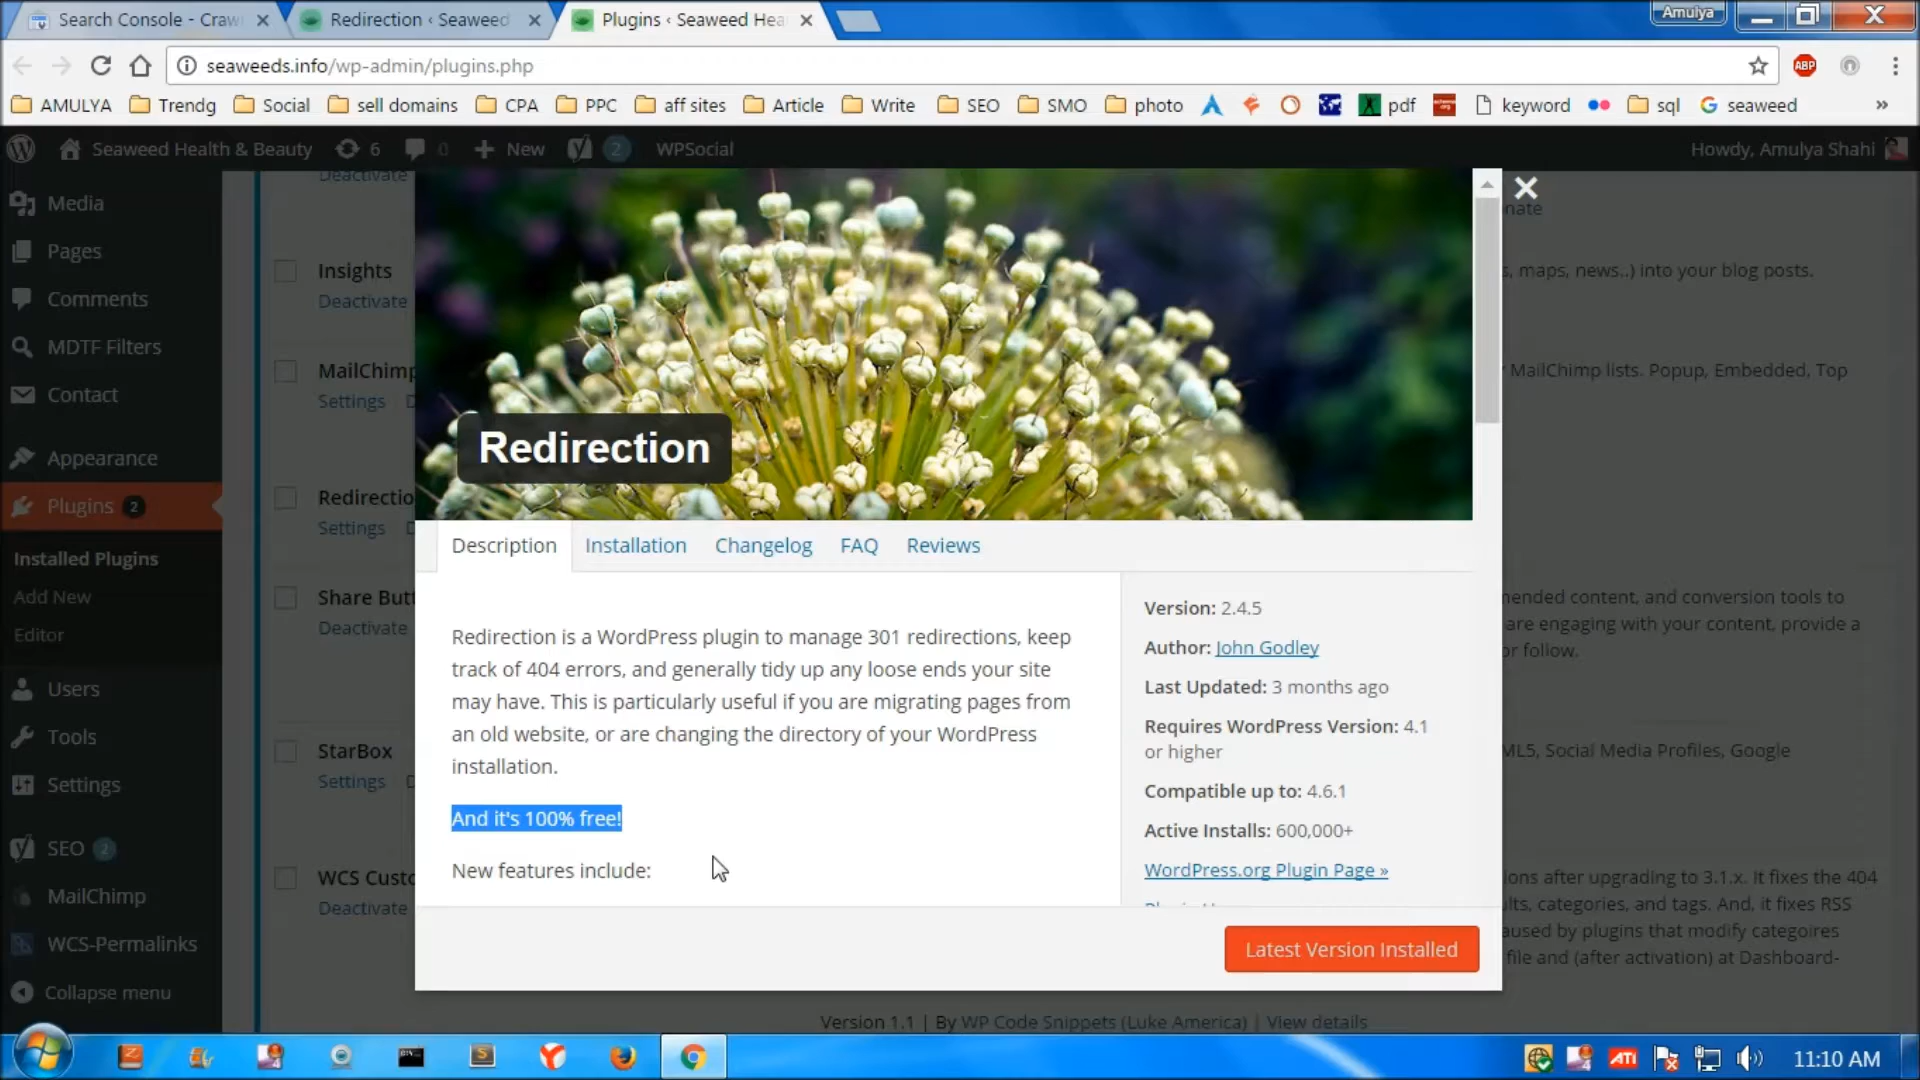 Search Console - Craw
Redirection ‹ Seaweed
Plugins ‹ Seaweed Hea
Amulya
seaweeds.info/wp-admin/plugins.php
ABP
AMULYA
Trendg
Social
sell domains
CPA
PPC
aff sites
Article
Write
SEO
SMO
photo
pdf
keyword
sql
seaweed
»
Seaweed Health & Beauty
6
0
New
2
WPSocial
Howdy, Amulya Shahi
Media
Pages
Comments
MDTF Filters
Contact
Appearance
Plugins 2
Installed Plugins
Add New
Editor
Users
Tools
Settings
SEO 2
MailChimp
WCS-Permalinks
Collapse menu
Deactivate
Insights
Deactivate
MailChimp
Settings D
Redirectio
Settings D
Share But
Deactivate
StarBox
Settings D
WCS Custo
Deactivate
Redirection
Description
Installation
Changelog
FAQ
Reviews
Redirection is a WordPress plugin to manage 301 redirections, keep
track of 404 errors, and generally tidy up any loose ends your site
may have. This is particularly useful if you are migrating pages from
an old website, or are changing the directory of your WordPress
installation.
And it's 100% free!
New features include:
Version: 2.4.5
Author: John Godley
Last Updated: 3 months ago
Requires WordPress Version: 4.1
or higher
Compatible up to: 4.6.1
Active Installs: 600,000+
WordPress.org Plugin Page »
Latest Version Installed
nate
s, maps, news..) into your blog posts.
MailChimp lists. Popup, Embedded, Top
mended content, and conversion tools to
are engaging with your content, provide a
or follow.
ML5, Social Media Profiles, Google
ions after upgrading to 3.1.x. It fixes the 404
ults, categories, and tags. And, it fixes RSS
aused by plugins that modify categoires
file and (after activation) at Dashboard-
Version 1.1 | By WP Code Snippets (Luke America) | View details
ATI
11:10 AM